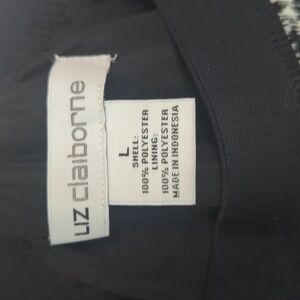 LIZ claiborne
L
SHELL:
100% POLYESTER
LINING:
100% POLYESTER
MADE IN INDONESIA